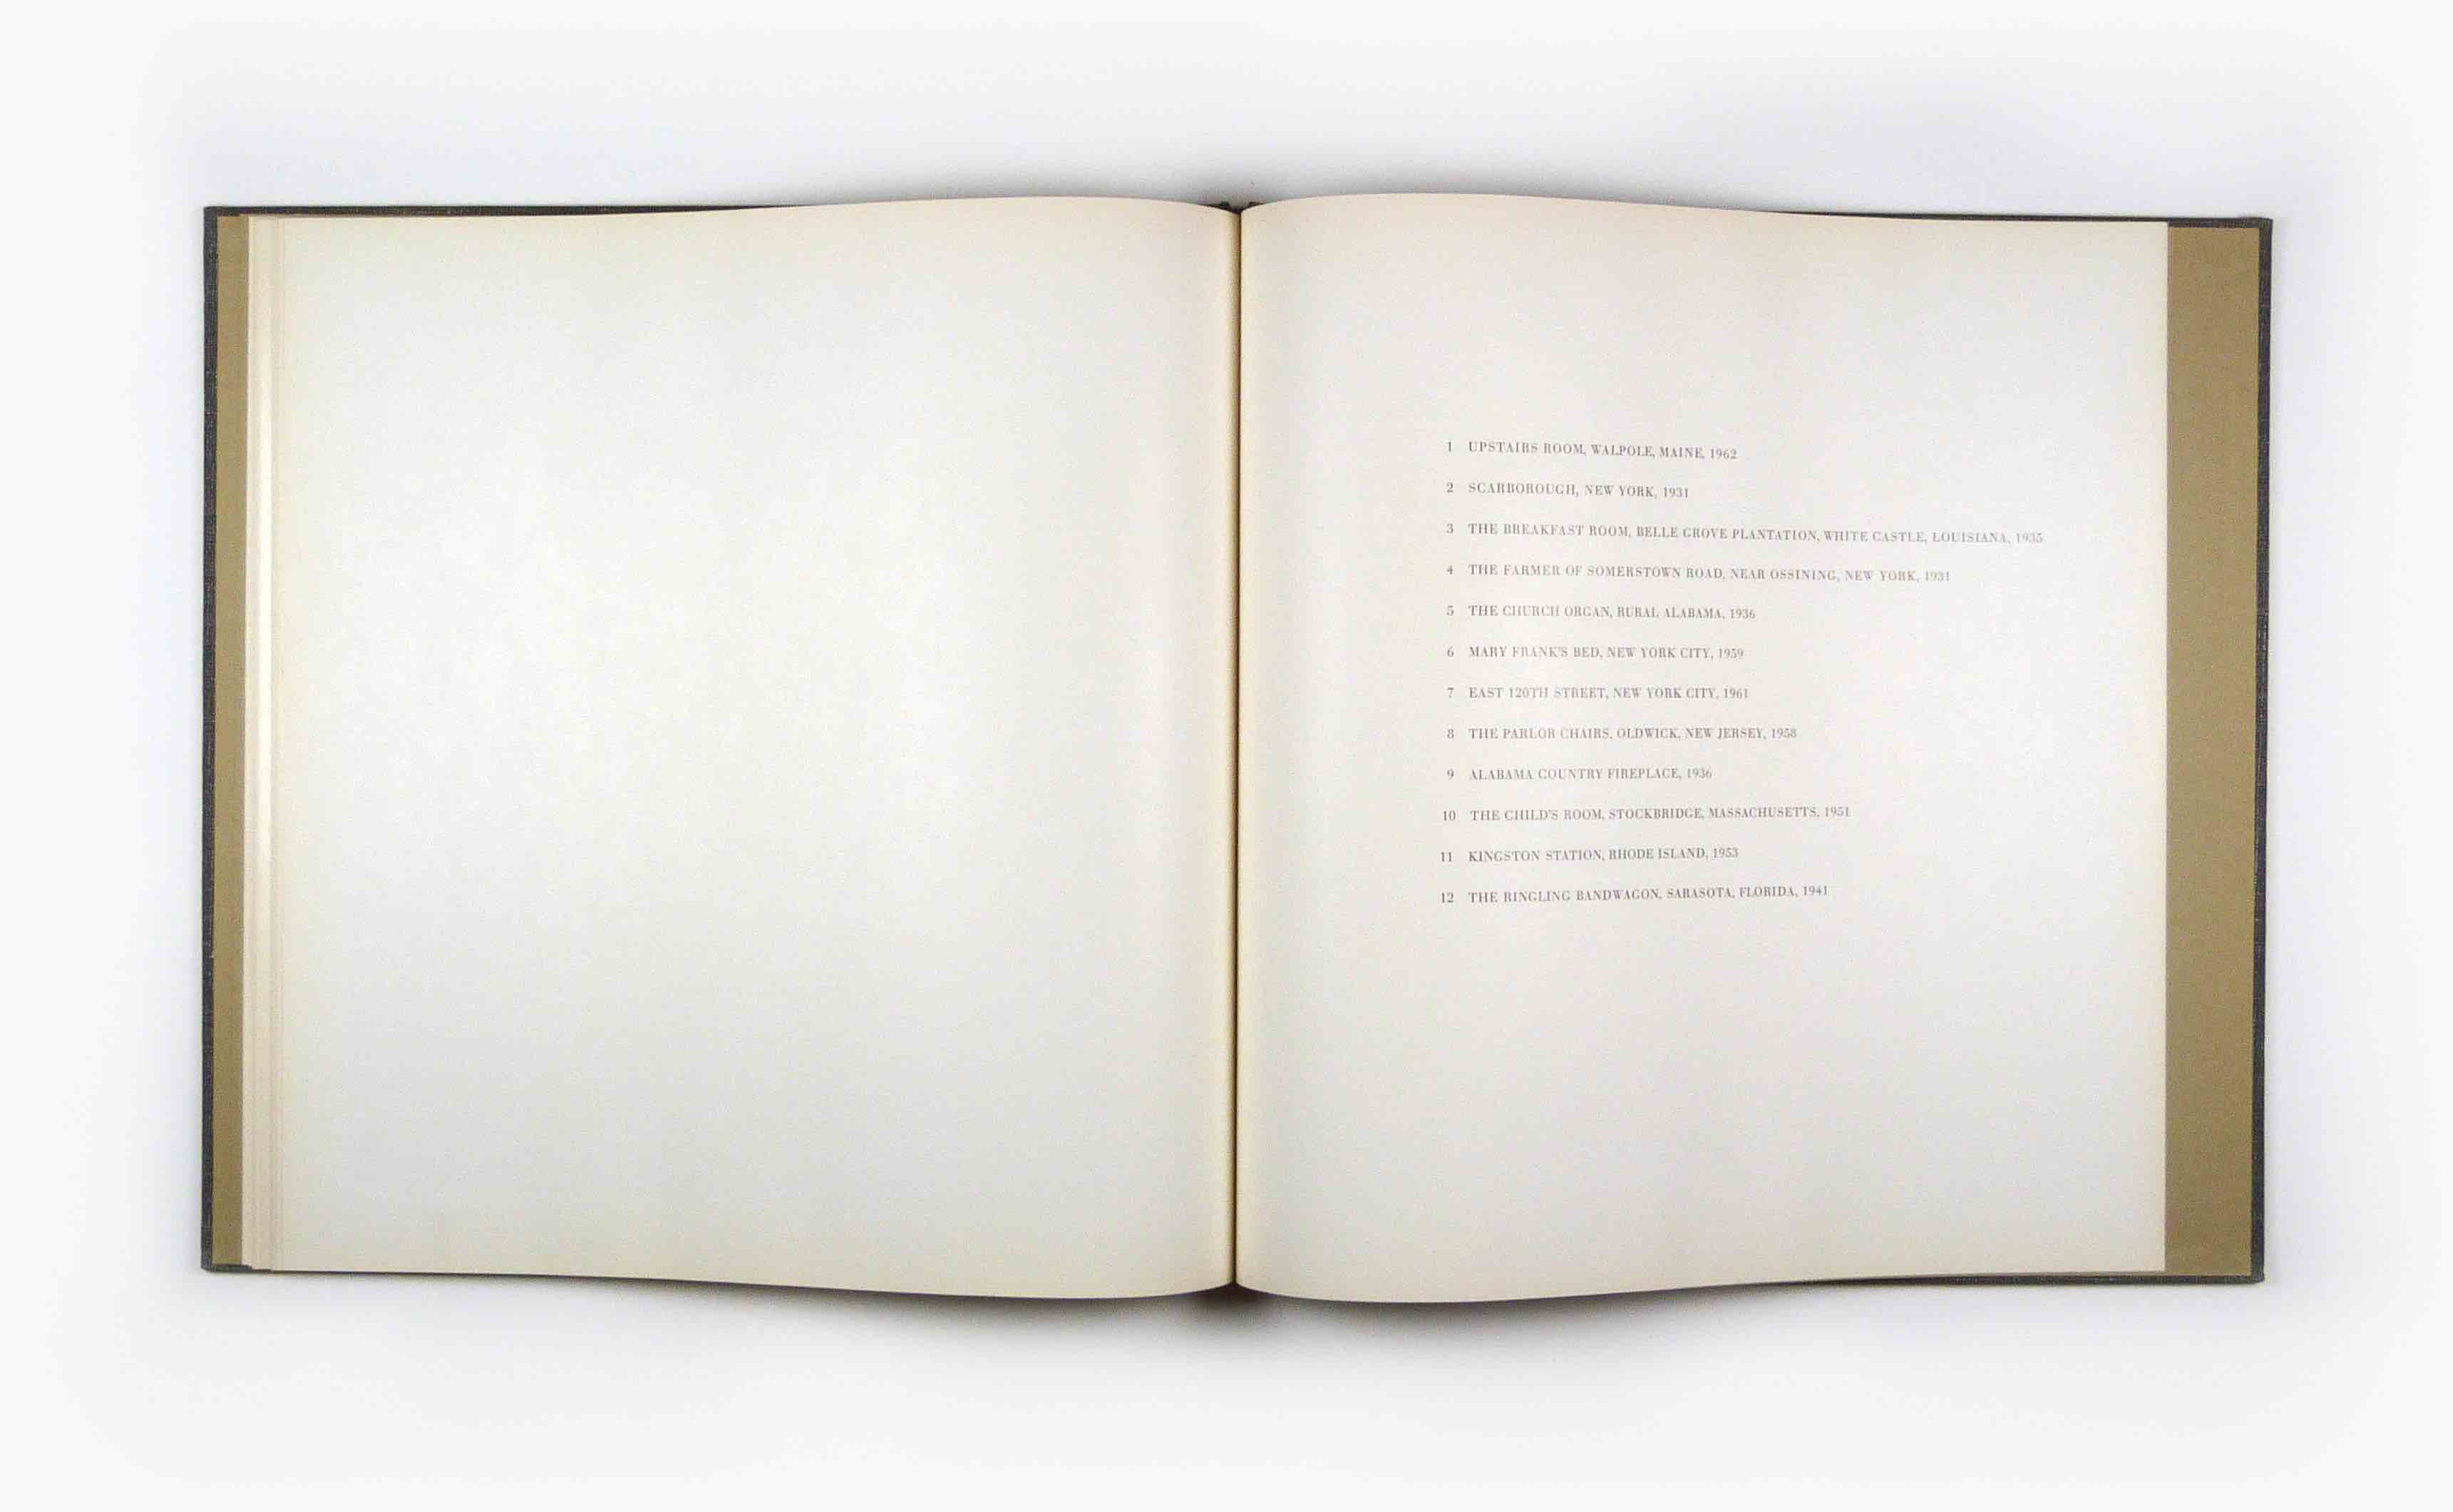 1 UPSTAIRS ROOM, WALPOLE, MAINE, 1962
2 SCARBOROUGH, NEW YORK, 1931
3 THE BREAKFAST ROOM, BELLE GROVE PLANTATION, WHITE CASTLE, LOUISIANA, 1935
4 THE FARMER OF SOMERSTOWN ROAD, NEAR OSSINING, NEW YORK, 1931
5 THE CHURCH ORGAN, RURAL ALABAMA, 1936
6 MARY FRANK'S BED, NEW YORK CITY, 1959
7 EAST 120TH STREET, NEW YORK CITY, 1961
8 THE PARLOR CHAIRS, OLDWICK, NEW JERSEY, 1958
9 ALABAMA COUNTRY FIREPLACE, 1936
10 THE CHILD'S ROOM, STOCKBRIDGE, MASSACHUSETTS, 1951
11 KINGSTON STATION, RHODE ISLAND, 1953
12 THE RINGLING BANDWAGON, SARASOTA, FLORIDA, 1941